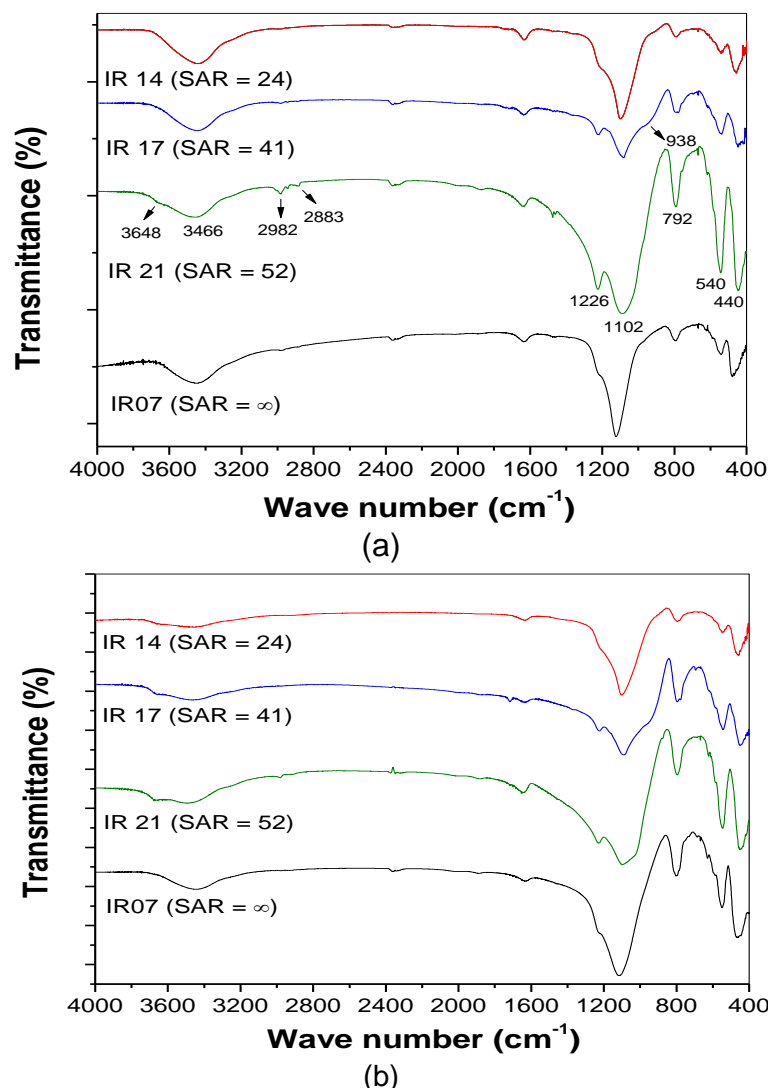 Transmittance (%)
IR 14 (SAR = 24)
IR 17 (SAR = 41)
938
3648
3466
2982
2883
792
IR 21 (SAR = 52)
1226
1102
540
440
IR07 (SAR = ∞)
4000 3600 3200 2800 2400 2000 1600 1200 800 400
Wave number (cm⁻¹)
(a)
Transmittance (%)
IR 14 (SAR = 24)
IR 17 (SAR = 41)
IR 21 (SAR = 52)
IR07 (SAR = ∞)
4000 3600 3200 2800 2400 2000 1600 1200 800 400
Wave number (cm⁻¹)
(b)